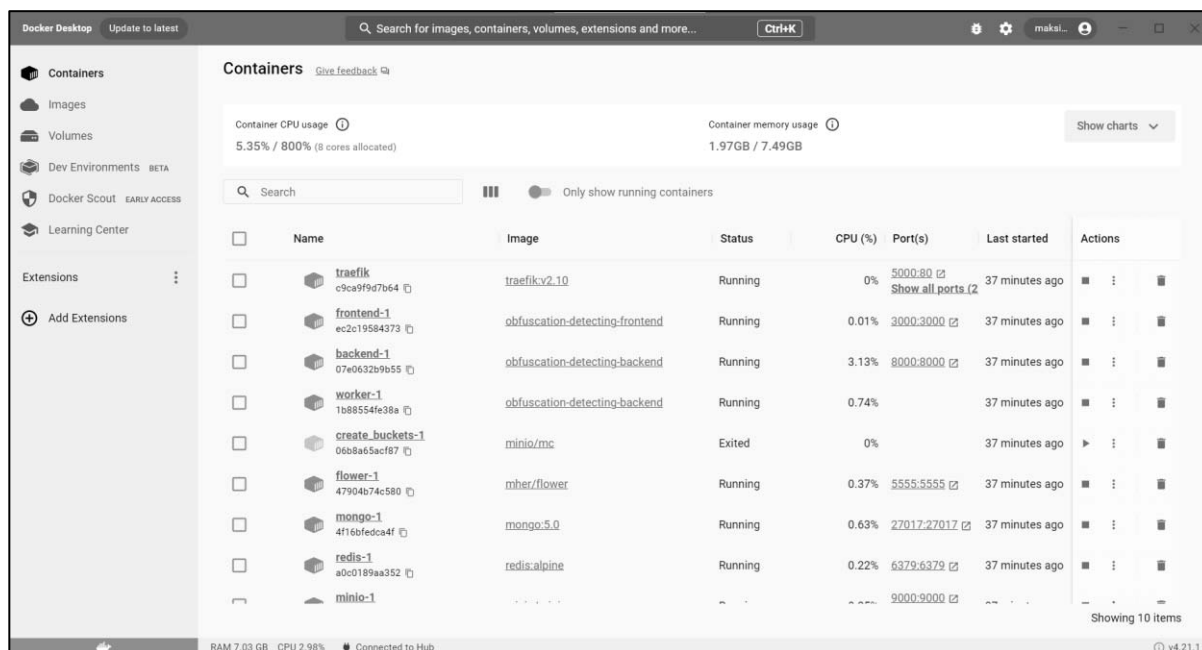 Docker Desktop Update to latest Search for images, containers, volumes, extensions and more... Ctrl+K maksi...
Containers
Images
Volumes
Dev Environments BETA
Docker Scout EARLY ACCESS
Learning Center
Extensions
Add Extensions
Containers Give feedback
Container CPU usage
5.35% / 800% (8 cores allocated)
Container memory usage
1.97GB / 7.49GB
Show charts
Search
Only show running containers
Name Image Status CPU (%) Port(s) Last started Actions
traefik
c9ca9f9d7b64
traefik:v2.10 Running 0% 5000:80
Show all ports (2
37 minutes ago
frontend-1
ec2c19584373
obfuscation-detecting-frontend Running 0.01% 3000:3000 37 minutes ago
backend-1
07e0632b9b55
obfuscation-detecting-backend Running 3.13% 8000:8000 37 minutes ago
worker-1
1b88554fe38a
obfuscation-detecting-backend Running 0.74% 37 minutes ago
create_buckets-1
06b8a65acf87
minio/mc Exited 0% 37 minutes ago
flower-1
47904b74c580
mher/flower Running 0.37% 5555:5555 37 minutes ago
mongo-1
4f16bfedca4f
mongo:5.0 Running 0.63% 27017:27017 37 minutes ago
redis-1
a0c0189aa352
redis:alpine Running 0.22% 6379:6379 37 minutes ago
minio-1
9000:9000
Showing 10 items
RAM 7.03 GB CPU 2.98% Connected to Hub v4.21.1